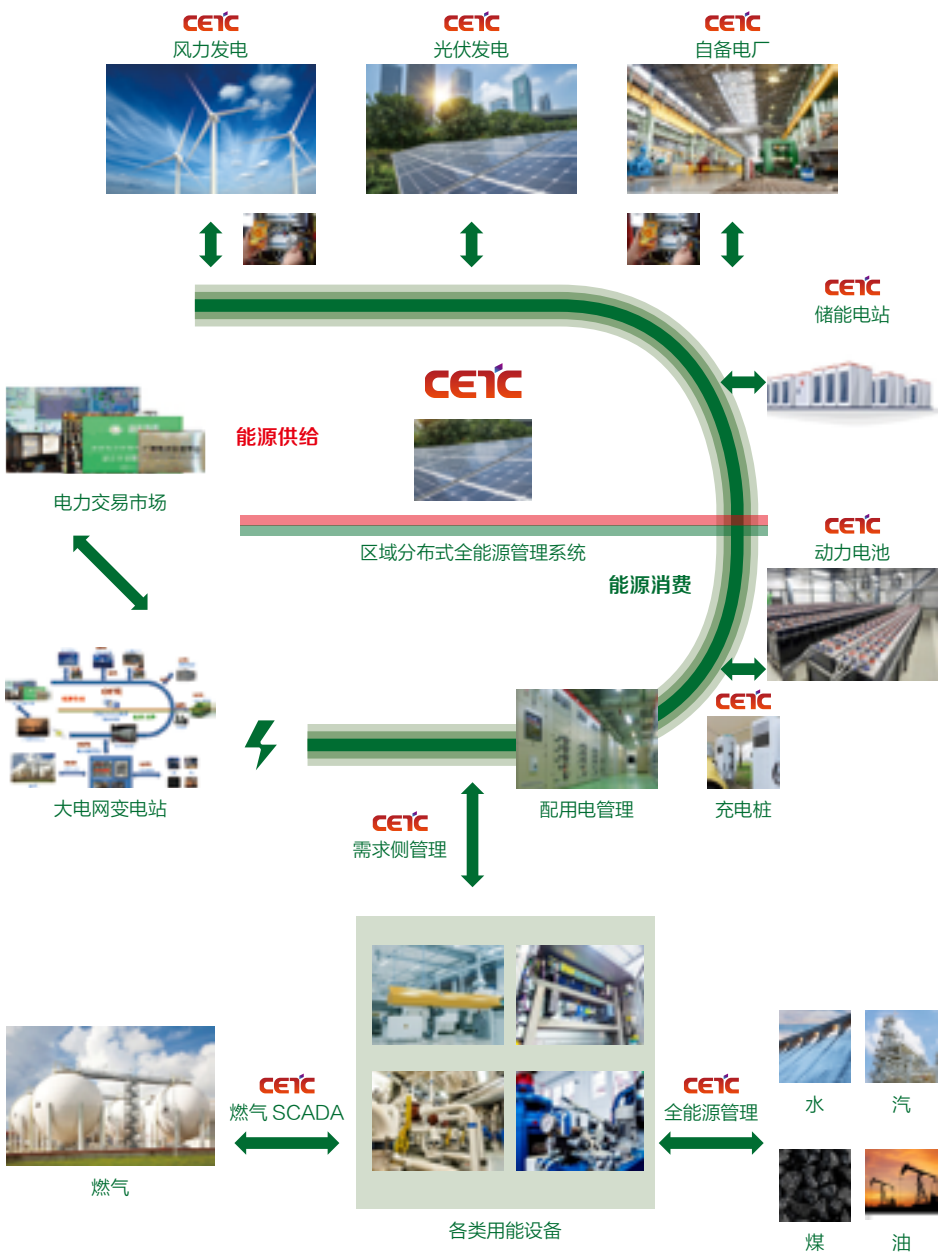 CETC
风力发电
CETC
光伏发电
CETC
自备电厂
CETC
储能电站
CETC
能源供给
电力交易市场
区域分布式全能源管理系统
CETC
动力电池
能源消费
CETC
大电网变电站
配用电管理
充电桩
CETC
需求侧管理
CETC
燃气 SCADA
CETC
全能源管理
水
汽
燃气
各类用能设备
煤
油